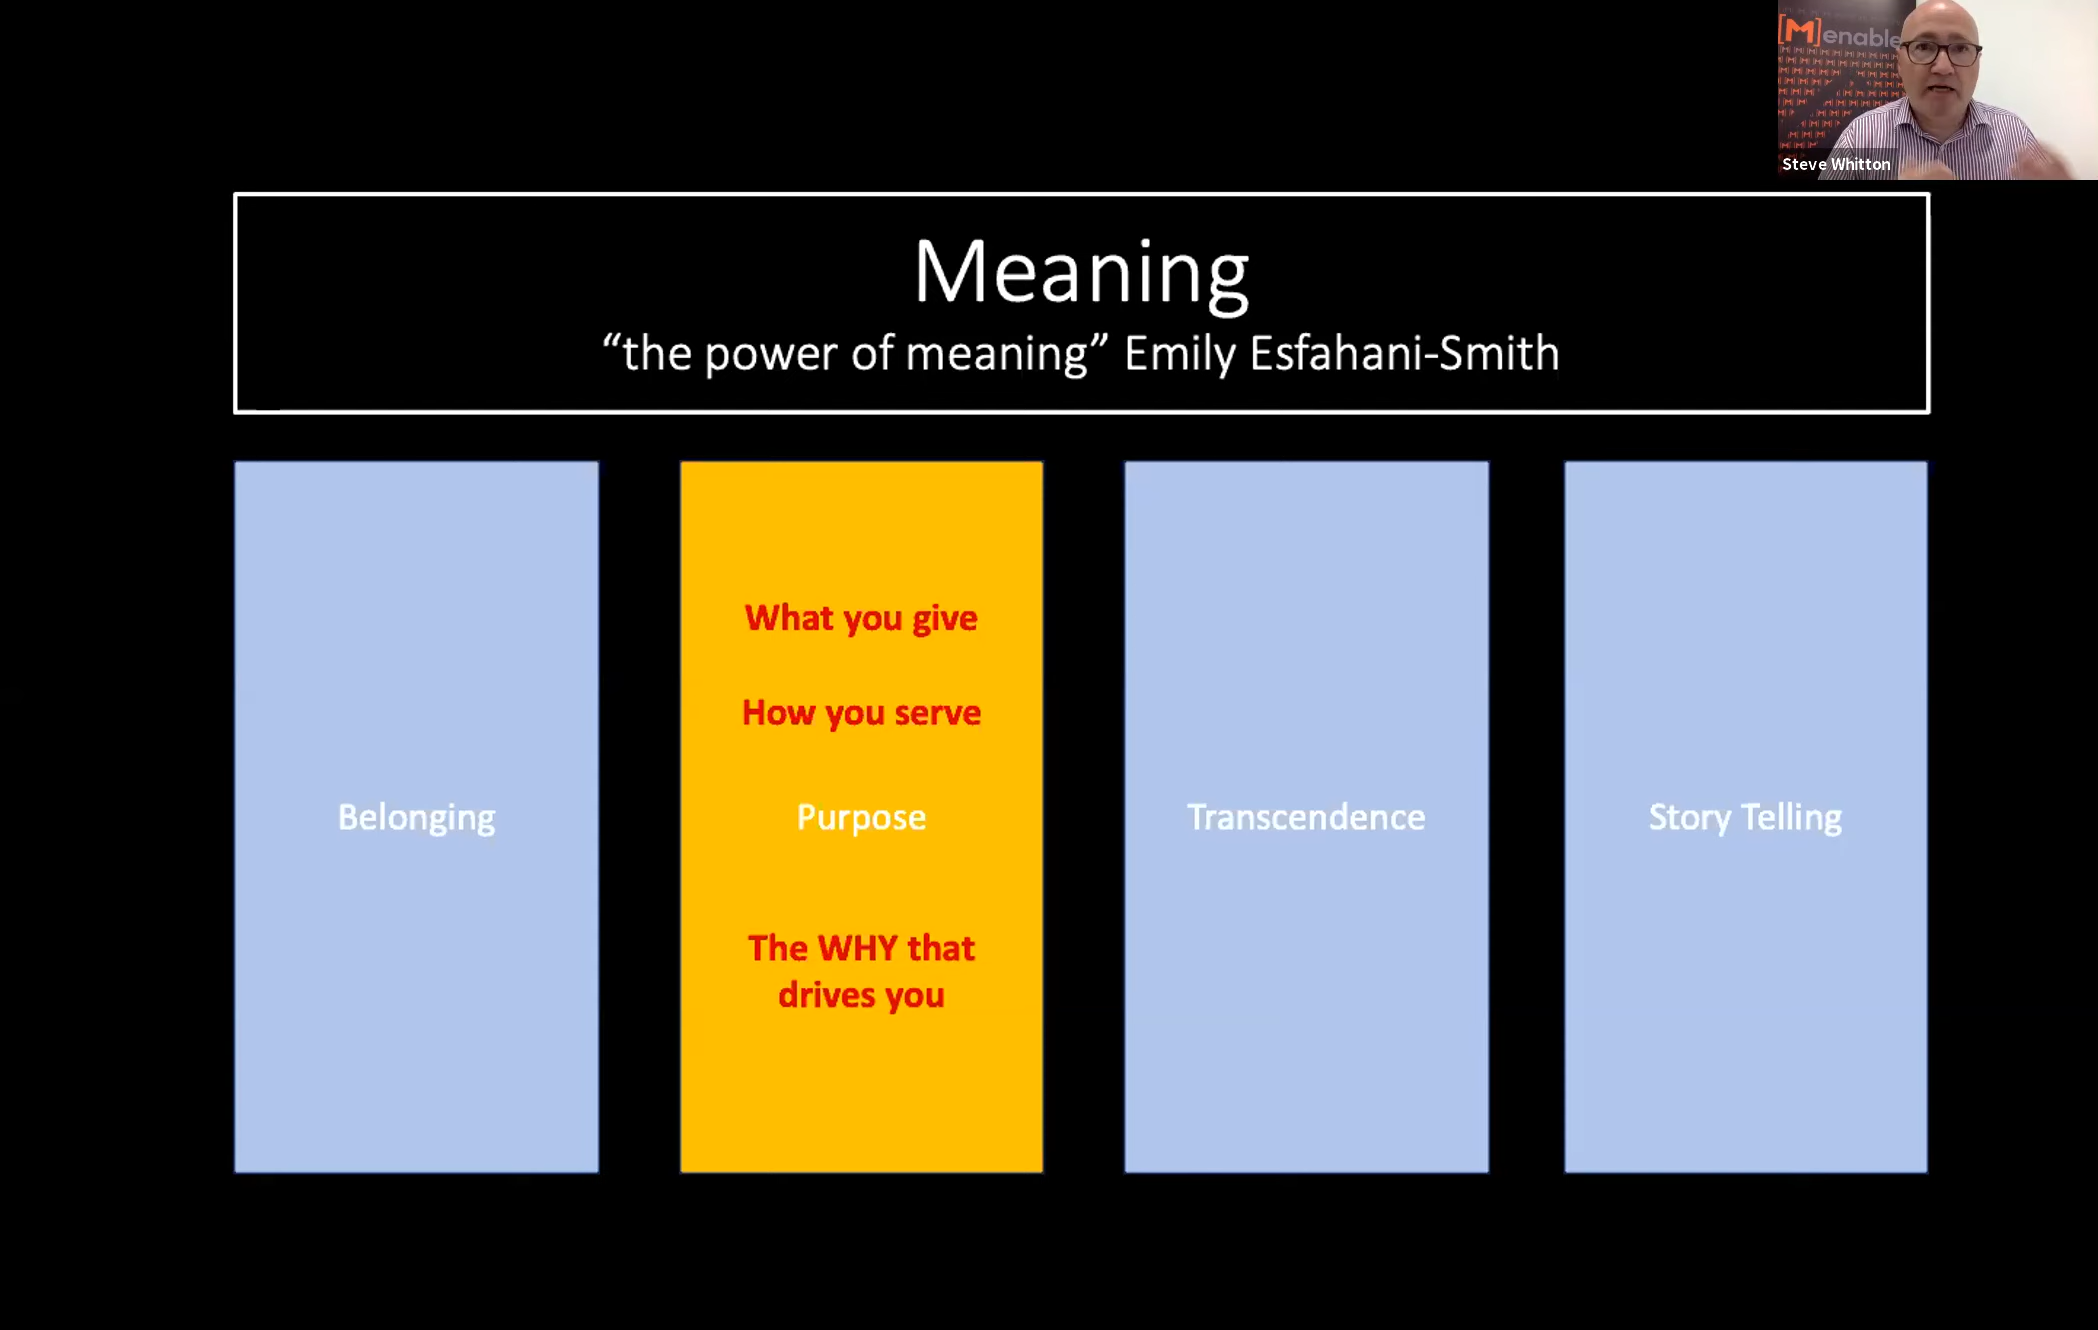 [M]enable
Steve Whitton
Meaning
“the power of meaning” Emily Esfahani-Smith
Belonging
What you give
How you serve
Purpose
The WHY that
drives you
Transcendence
Story Telling